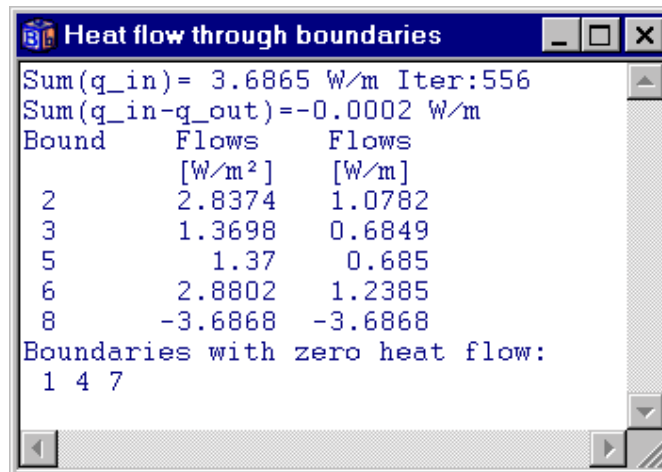 Heat flow through boundaries
Sum(q_in)= 3.6865 W/m Iter:556
Sum(q_in-q_out)=-0.0002 W/m
Bound Flows Flows
[W/m²] [W/m]
2 2.8374 1.0782
3 1.3698 0.6849
5 1.37 0.685
6 2.8802 1.2385
8 -3.6868 -3.6868
Boundaries with zero heat flow:
1 4 7